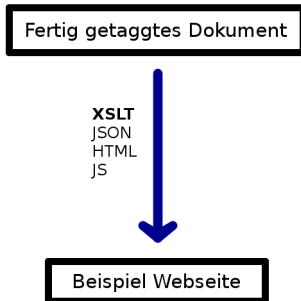 Fertig getaggtes Dokument
XSLT
JSON
HTML
JS
Beispiel Webseite